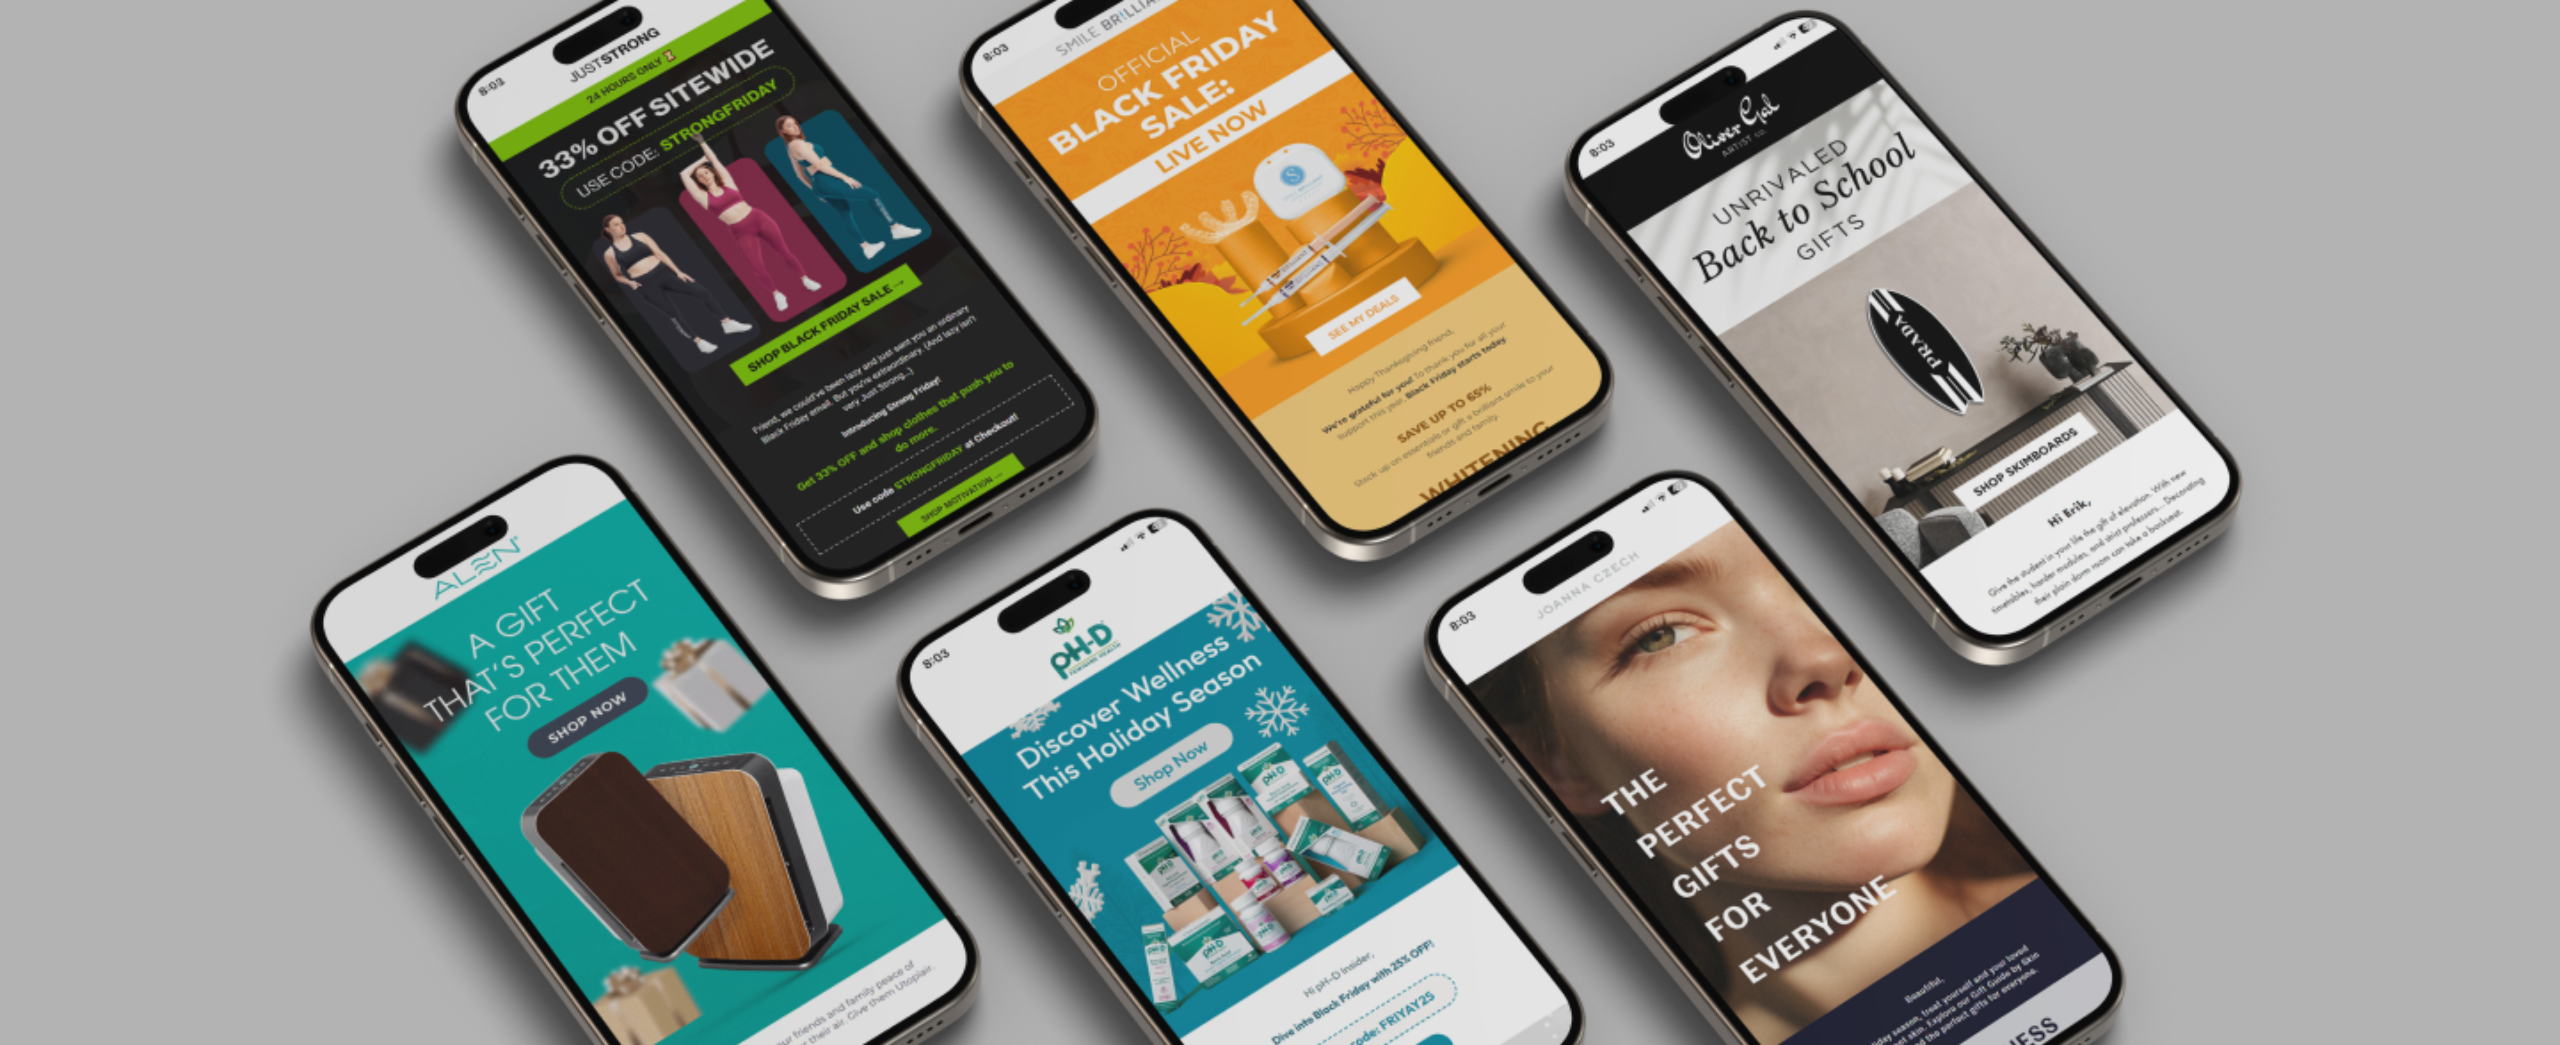 8:03
JUSTSTRONG
24 HOURS ONLY
33% OFF SITEWIDE
USE CODE: STRONGFRIDAY
SHOP BLACK FRIDAY SALE →
Friend, we could've been lazy and just sent you an ordinary
Black Friday email. But you're extraordinary. (And lazy isn't
very Just Strong...)
Introducing Strong Friday!
Get 33% OFF and shop clothes that push you to
do more.
Use code STRONGFRIDAY at Checkout!
SHOP MOTIVATION →
8:03
SMILE BRILLIA
OFFICIAL
BLACK FRIDAY
SALE:
LIVE NOW
SEE MY DEALS
Happy Thanksgiving friend,
We're grateful for you! To thank you for all your
support this year, Black Friday starts today.
SAVE UP TO 65%
Stock up on essentials or gift a brilliant smile to your
friends and family.
WHITENING
8:03
Oliver Gal
ARTIST CO.
UNRIVALED
Back to School
GIFTS
PRADA
SHOP SKIMBOARDS
Hi Erik,
Give the student in your life the gift of elevation. With new
timetables, harder modules, and strict professors... Decorating
their plain dorm room can take a backseat.
ALEN
A GIFT
THAT'S PERFECT
FOR THEM
SHOP NOW
ur friends and family peace of
their air. Give them Utopiair.
8:03
pH-D
FEMININE HEALTH
Discover Wellness
This Holiday Season
Shop Now
pH-D
pH-D
pH-D
pH-D
pH-D
Hi pH-D Insider,
Dive into Black Friday with 25% OFF!
code: FRIYAY25
8:03
JOANNA CZECH
THE
PERFECT
GIFTS
FOR
EVERYONE
Beautiful,
day season, treat yourself and your loved
st skin. Explore our Gift Guide by Skin
nd the perfect gifts for everyone.
NESS